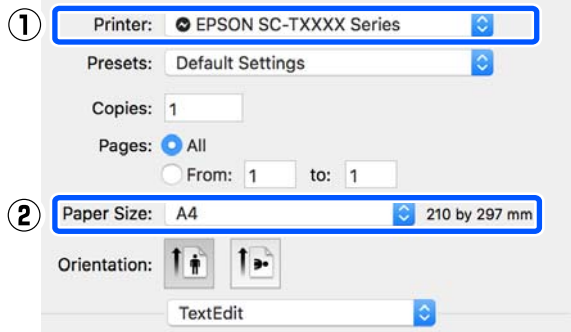 ① Printer: EPSON SC-TXXXX Series
Presets: Default Settings
Copies: 1
Pages: All
From: 1 to: 1
② Paper Size: A4 210 by 297 mm
Orientation:
TextEdit